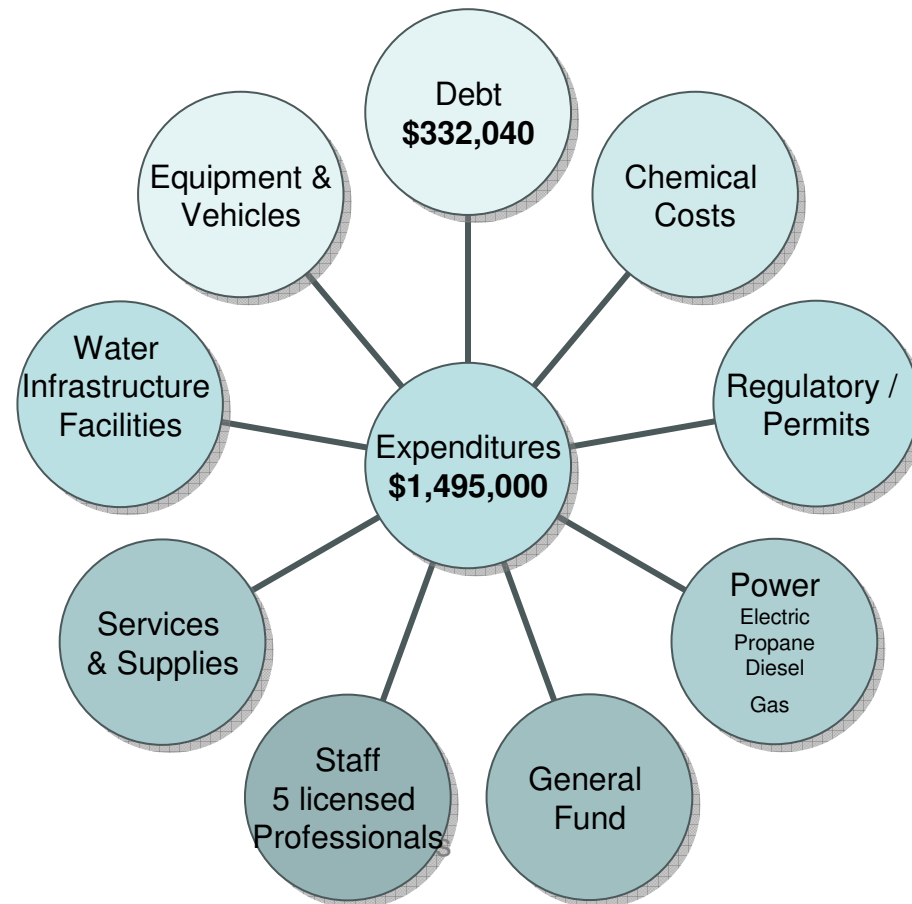 Debt
$332,040
Equipment &
Vehicles
Chemical
Costs
Water
Infrastructure
Facilities
Regulatory /
Permits
Expenditures
$1,495,000
Services
& Supplies
Power
Electric
Propane
Diesel
Gas
Staff
5 licensed
Professionals
General
Fund